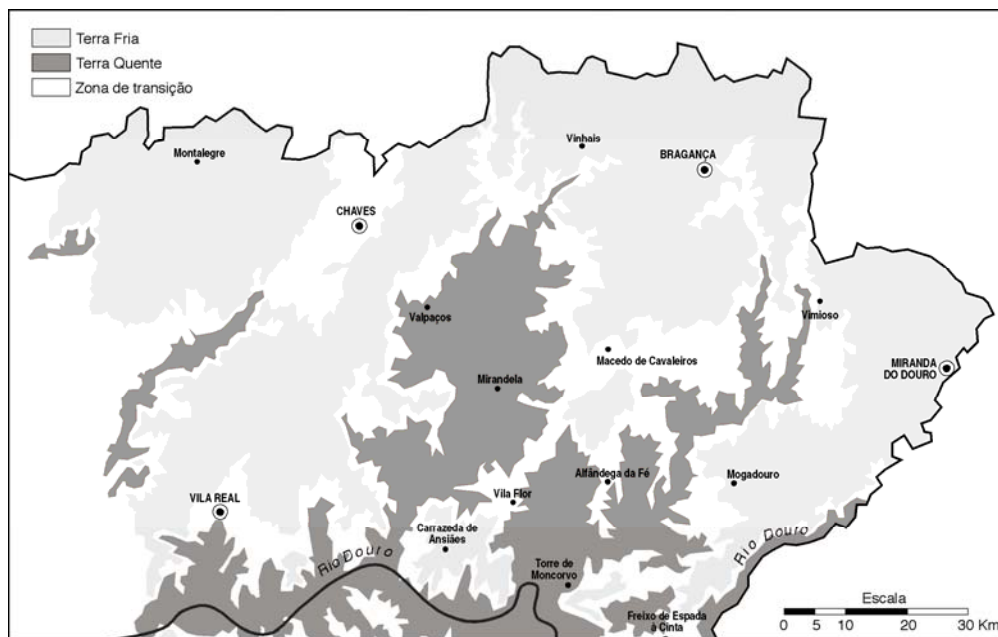 Terra Fria
Terra Quente
Zona de transição
Montalegre
Vinhais
BRAGANÇA
CHAVES
Valpaços
Vimioso
Macedo de Cavaleiros
MIRANDA
DO DOURO
Mirandela
Alfândega da Fé
Mogadouro
Vila Flor
VILA REAL
Carrazeda de
Ansiães
Rio Douro
Rio Douro
Torre de
Moncorvo
Freixo de Espada
à Cinta
Escala
0 5 10 20 30 Km